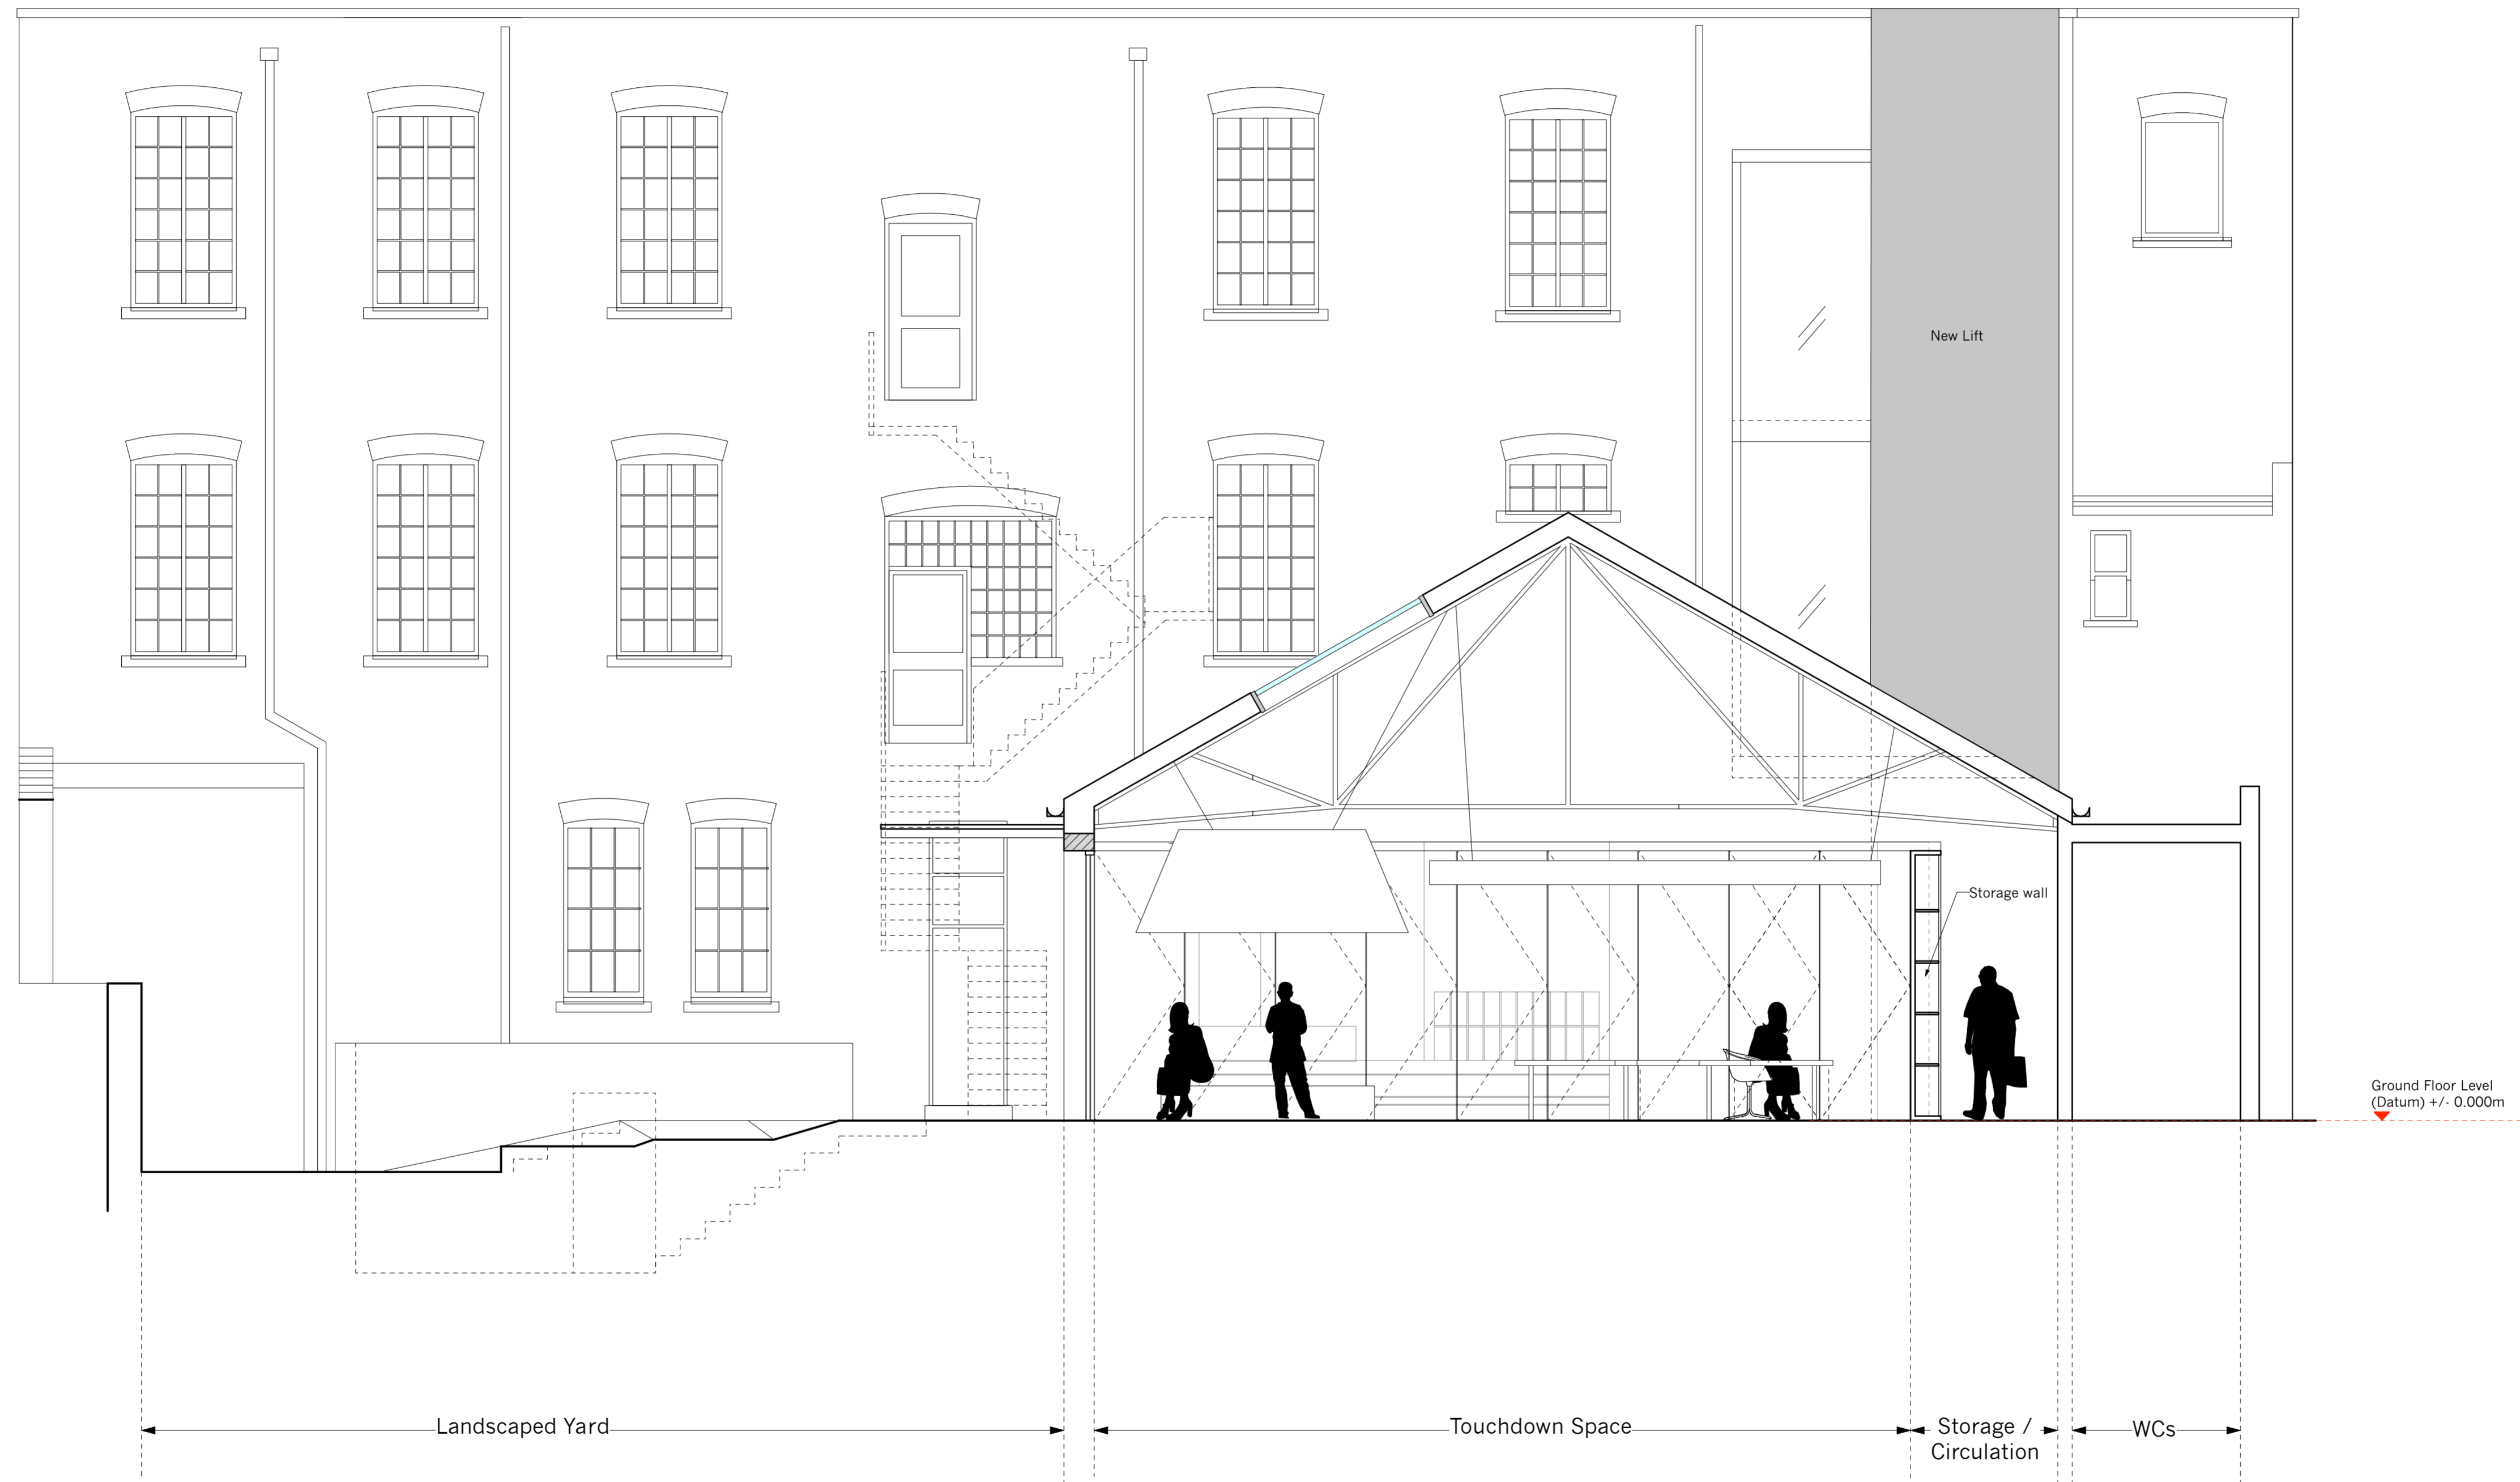 New Lift
Storage wall
Ground Floor Level
(Datum) +/- 0.000m
Landscaped Yard
Touchdown Space
Storage /
Circulation
WCs